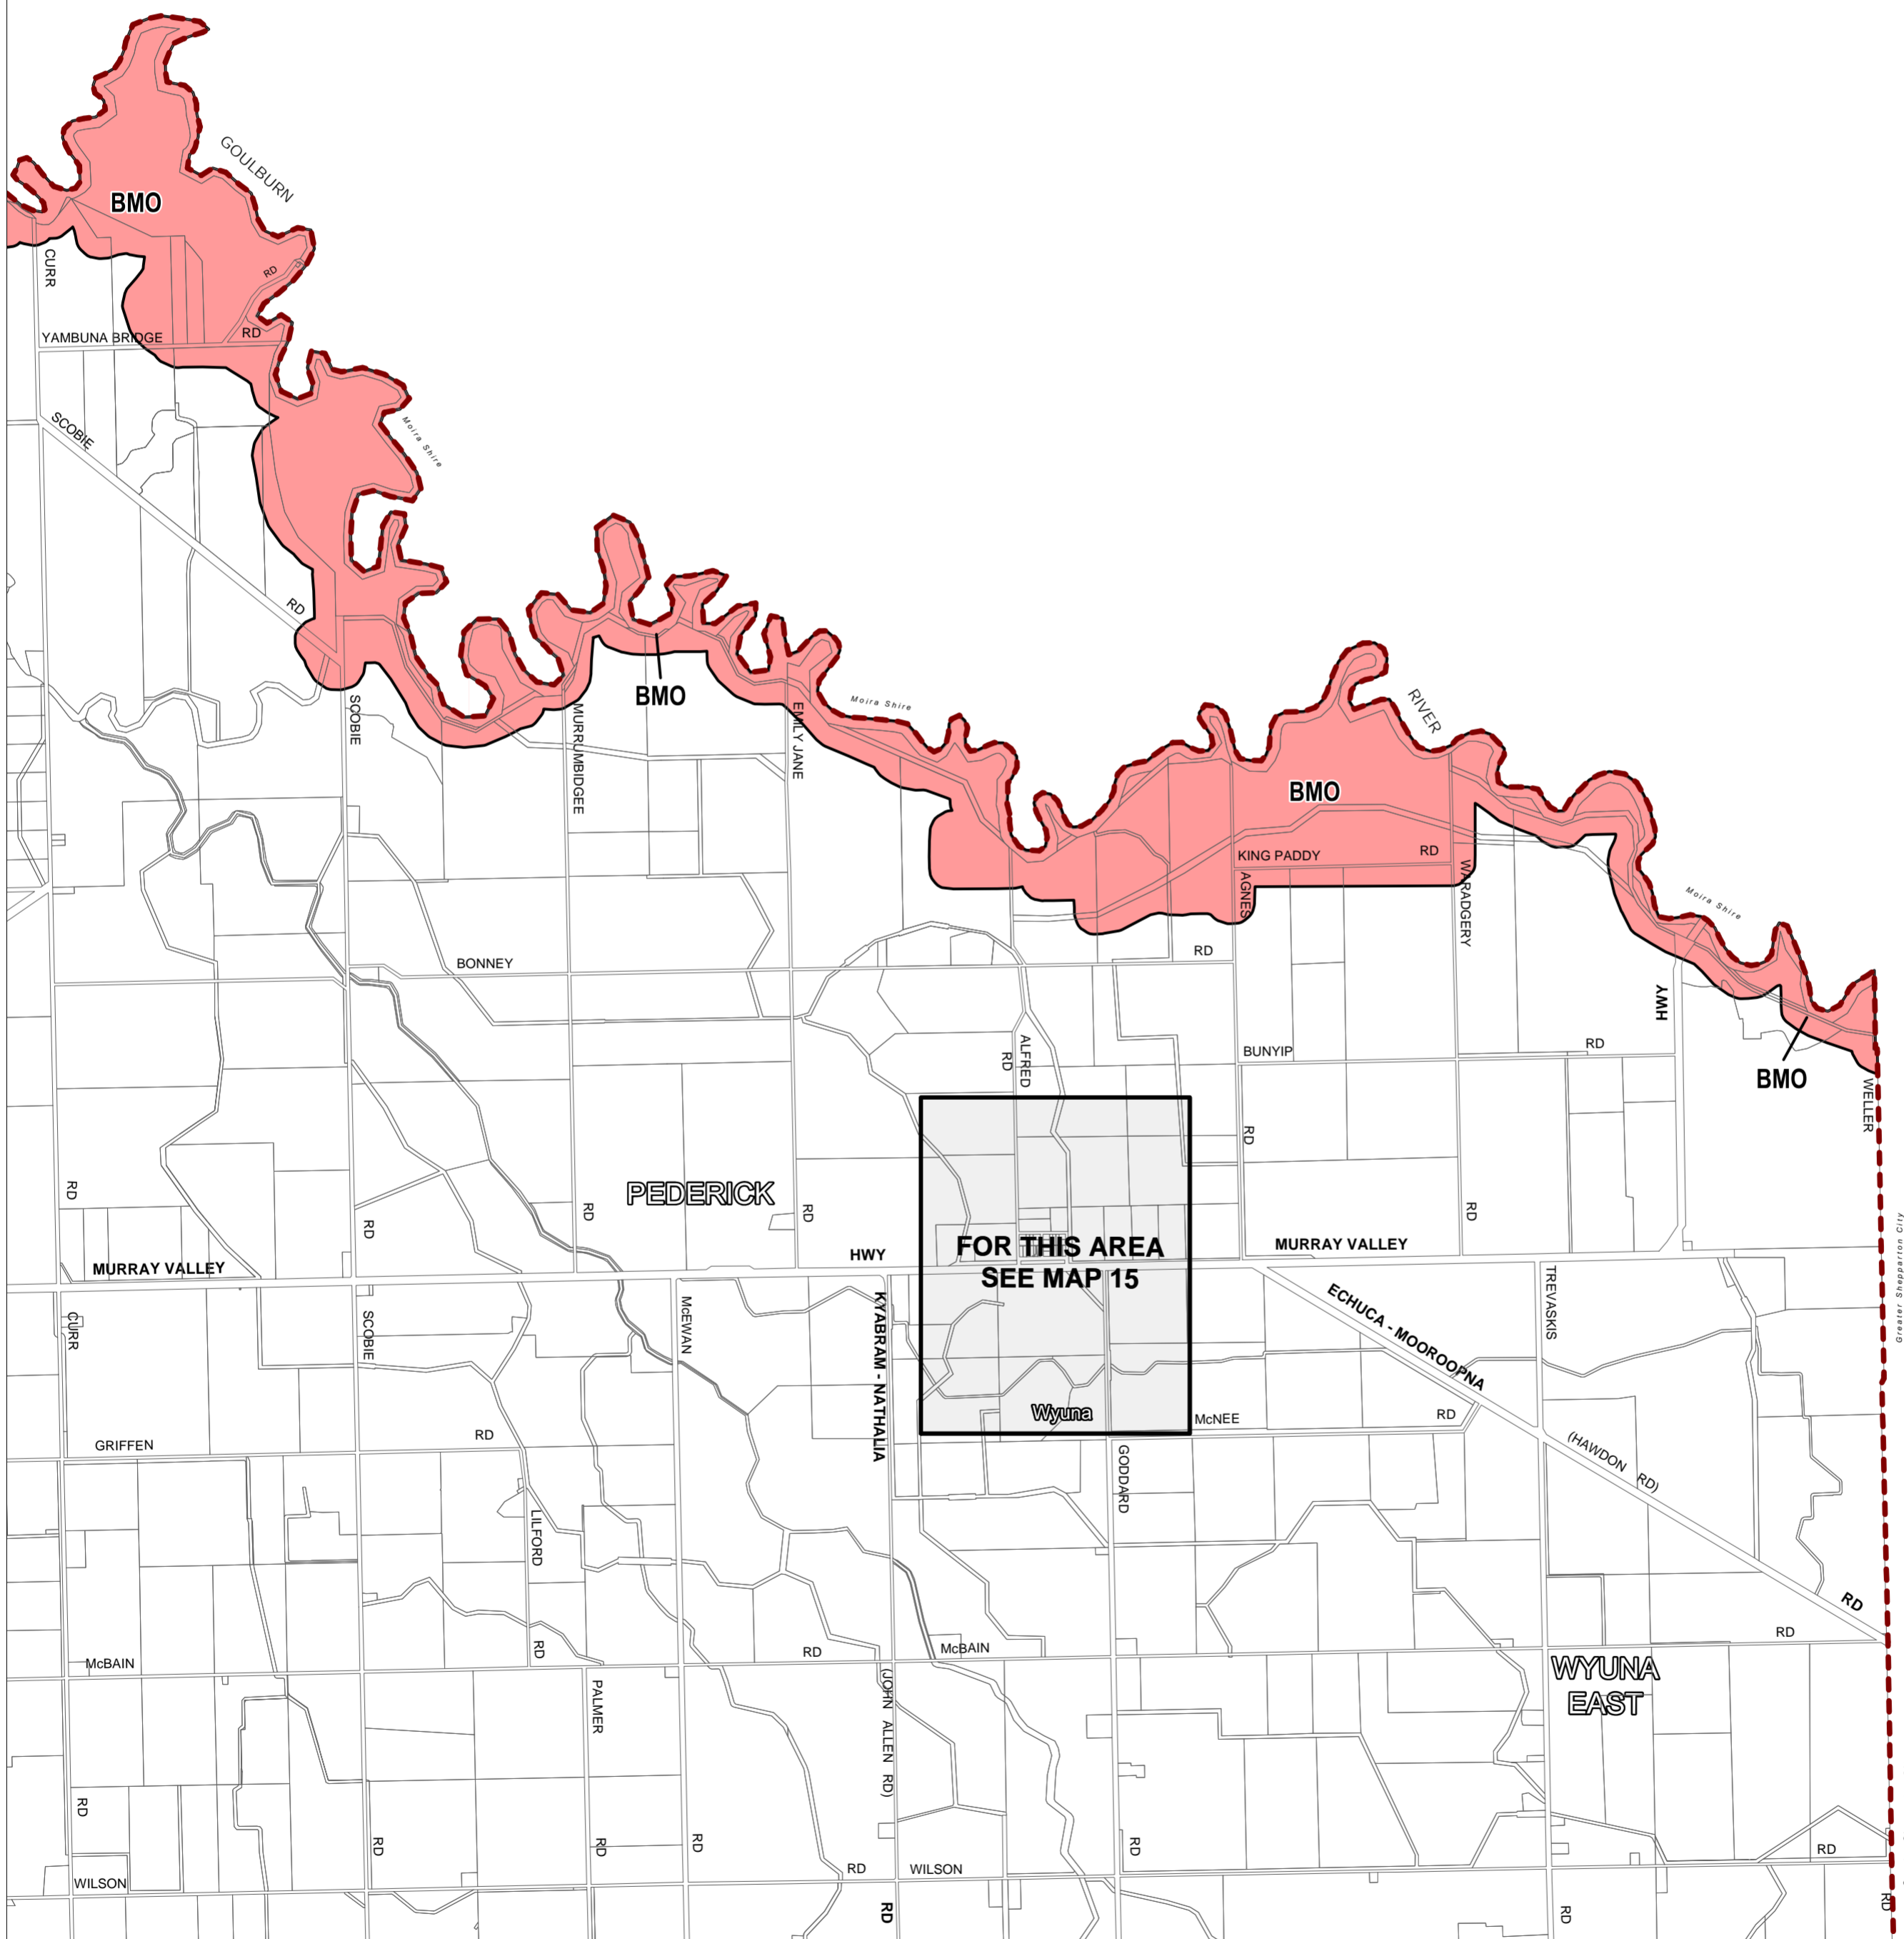 GOULBURN
BMO
CURR
RD
YAMBUNA BRIDGE
RD
SCOBIE
Moira Shire
RD
BMO
SCOBIE
MURRUMBIDGEE
EMILY JANE
Moira Shire
RIVER
BMO
KING PADDY
RD
AGNES
WARADGERY
Moira Shire
BONNEY
RD
HWY
ALFRED
RD
BUNYIP
RD
BMO
WELLER
RD
RD
RD
RD
PEDERICK
RD
RD
RD
MURRAY VALLEY
HWY
FOR THIS AREA
SEE MAP 15
MURRAY VALLEY
Greater Shepparton City
CURR
SCOBIE
McEWAN
KYABRAM - NATHALIA
ECHUCA - MOOROOPNA
TREVASKIS
Wyuna
McNEE
RD
GRIFFEN
RD
GODDARD
(HAWDON RD)
LILFORD
RD
RD
McBAIN
RD
McBAIN
RD
WYUNA
EAST
PALMER
(JOHN ALLEN RD)
RD
RD
RD
RD
RD
RD
WILSON
RD
WILSON
RD
RD
RD